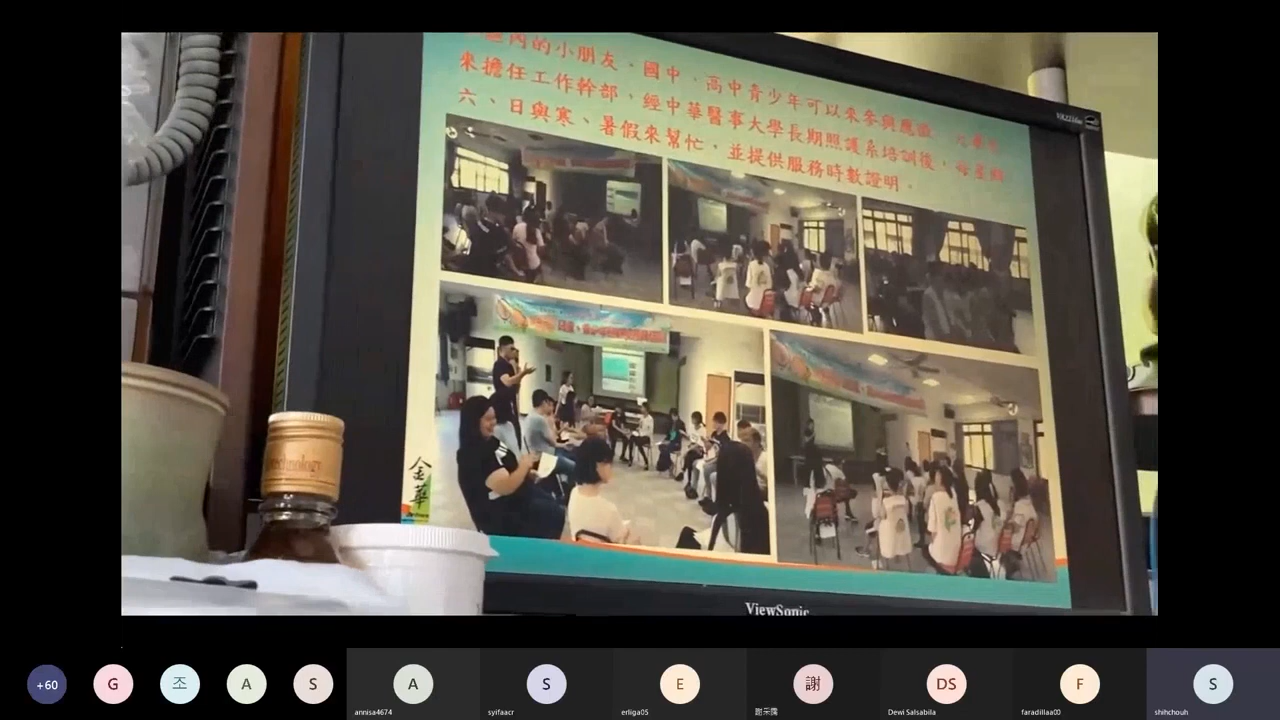 區內的小朋友，國中，高中青少年可以來參與應徵，
來擔任工作幹部，經中華醫事大學長期照護系培訓後，每星期
六、日與寒、暑假來幫忙，並提供服務時數證明。
金華
technology
ViewSonic
+60
G
조
A
S
A
S
E
謝
DS
F
S
annisa4674
syifaacr
erliga05
Dewi Salsabila
faradillaa00
shihchouh